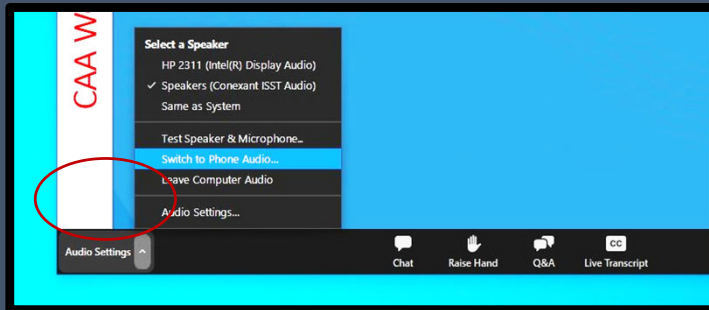 CAA W
Select a Speaker
HP 2311 (Intel(R) Display Audio)
✓ Speakers (Conexant ISST Audio)
Same as System
Test Speaker & Microphone...
Switch to Phone Audio...
Leave Computer Audio
Audio Settings...
Audio Settings
Chat
Raise Hand
Q&A
CC
Live Transcript